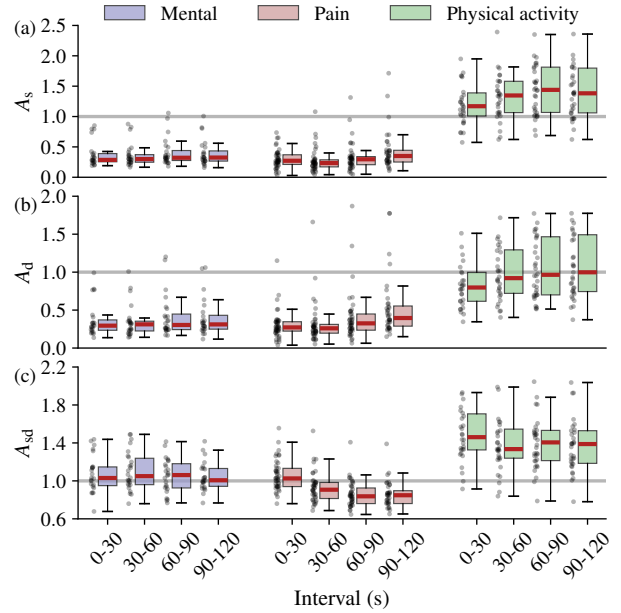 Mental Pain Physical activity
(a)
A_s
2.5
2.0
1.5
1.0
0.5
0.0
(b)
A_d
2.0
1.5
1.0
0.5
0.0
(c)
A_sd
2.2
1.8
1.4
1.0
0.6
0-30 30-60 60-90 90-120 0-30 30-60 60-90 90-120 0-30 30-60 60-90 90-120
Interval (s)